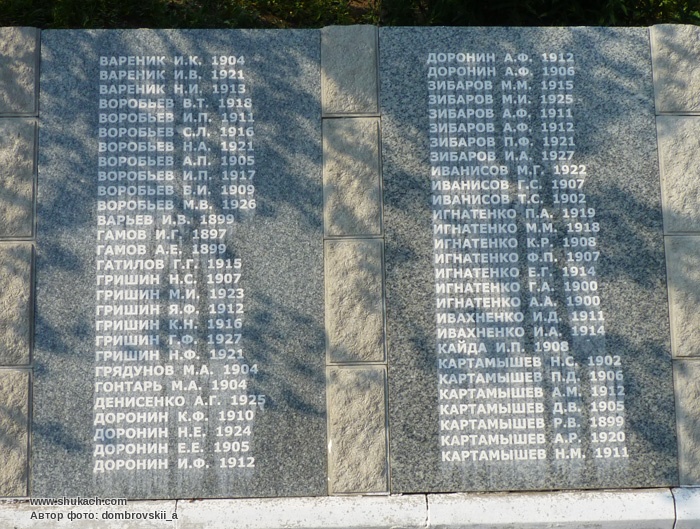 ВАРЕНИК И.К. 1904
ВАРЕНИК И.В. 1921
ВАРЕНИК Н.И. 1913
ВОРОБЬЕВ В.Т. 1918
ВОРОБЬЕВ И.П. 1911
ВОРОБЬЕВ С.Л. 1916
ВОРОБЬЕВ Н.А. 1921
ВОРОБЬЕВ А.П. 1905
ВОРОБЬЕВ И.П. 1917
ВОРОБЬЕВ Б.И. 1909
ВОРОБЬЕВ М.В. 1926
ВАРЬЕВ И.В. 1899
ГАМОВ И.Г. 1897
ГАМОВ А.Е. 1899
ГАТИЛОВ Г.Г. 1915
ГРИШИН Н.С. 1907
ГРИШИН М.И. 1923
ГРИШИН Я.Ф. 1912
ГРИШИН К.Н. 1916
ГРИШИН Г.Ф. 1927
ГРИШИН Н.Ф. 1921
ГРЯДУНОВ М.А. 1904
ГОНТАРЬ М.А. 1904
ДЕНИСЕНКО А.Г. 1925
ДОРОНИН К.Ф. 1910
ДОРОНИН Н.Е. 1924
ДОРОНИН Е.Е. 1905
ДОРОНИН И.Ф. 1912
ДОРОНИН А.Ф. 1912
ДОРОНИН А.Ф. 1906
ЗИБАРОВ М.М. 1915
ЗИБАРОВ М.И. 1925
ЗИБАРОВ А.Ф. 1911
ЗИБАРОВ А.Ф. 1912
ЗИБАРОВ П.Ф. 1921
ЗИБАРОВ И.А. 1927
ИВАНИСОВ М.Г. 1922
ИВАНИСОВ Г.С. 1907
ИВАНИСОВ Т.С. 1902
ИГНАТЕНКО П.А. 1919
ИГНАТЕНКО М.М. 1918
ИГНАТЕНКО К.Р. 1908
ИГНАТЕНКО Ф.П. 1907
ИГНАТЕНКО Е.Г. 1914
ИГНАТЕНКО Г.А. 1900
ИГНАТЕНКО А.А. 1900
ИВАХНЕНКО И.Д. 1911
ИВАХНЕНКО И.А. 1914
КАЙДА И.П. 1908
КАРТАМЫШЕВ Н.С. 1902
КАРТАМЫШЕВ П.Д. 1906
КАРТАМЫШЕВ А.М. 1912
КАРТАМЫШЕВ Д.В. 1905
КАРТАМЫШЕВ Р.В. 1899
КАРТАМЫШЕВ А.Р. 1920
КАРТАМЫШЕВ Н.М. 1911
www.shukach.com
Автор фото: dombrovskii_a